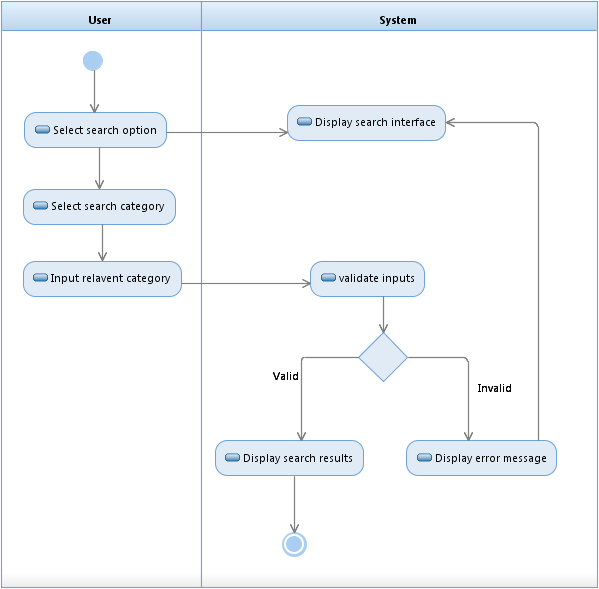 User
System
Select search option
Display search interface
Select search category
Input relavent category
validate inputs
Valid
Invalid
Display search results
Display error message